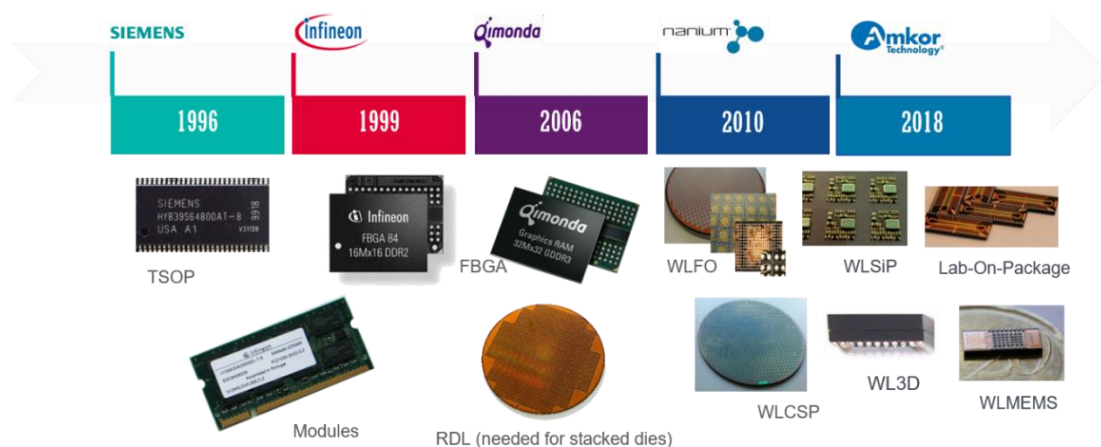 SIEMENS
infineon
Qimonda
nanium
Amkor
Technology®
1996
1999
2006
2010
2018
SIEMENS
HYB39S64800AT-8
USA A1
9918
Infineon
FBGA 84
16Mx16 DDR2
Qimonda
Graphics RAM
32Mx32 GDDR3
TSOP
FBGA
WLFO
WLSiP
Lab-On-Package
infineon
Modules
RDL (needed for stacked dies)
WLCSP
WL3D
WLMEMS